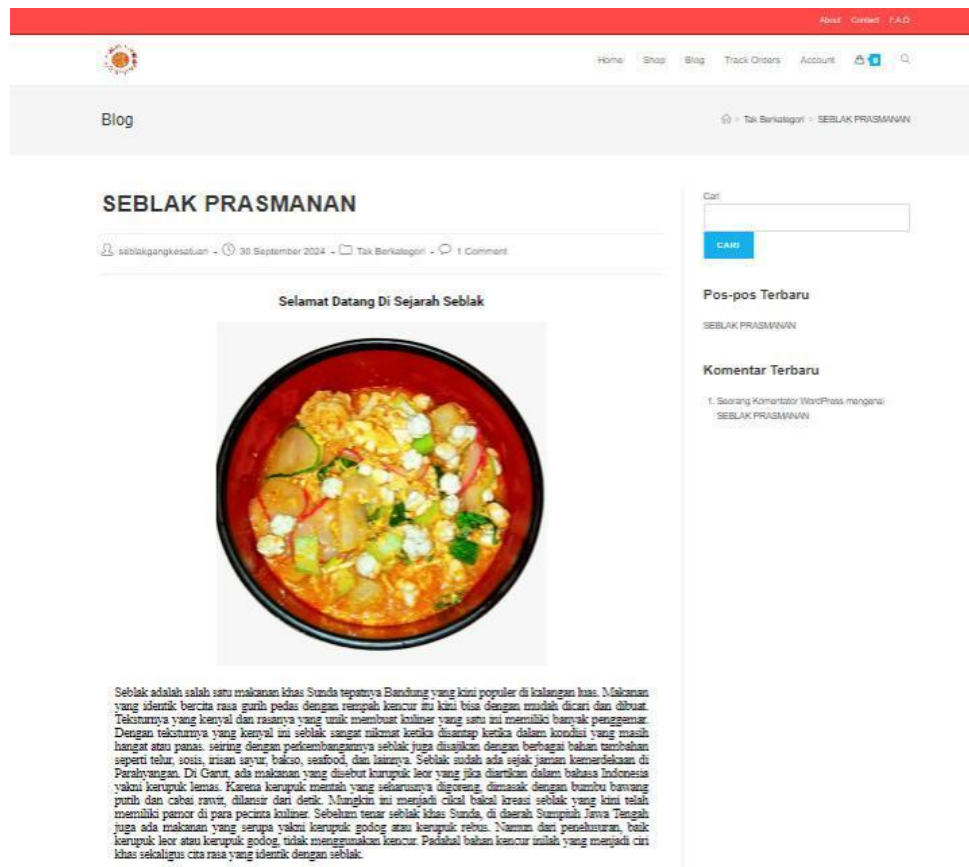 About Contact F.A.Q
Home Shop Blog Track Orders Account 0
Blog
> Tak Berkategori > SEBLAK PRASMANAN
SEBLAK PRASMANAN
seblakgangkesatuan - 30 September 2024 - Tak Berkategori - 1 Comment
Selamat Datang Di Sejarah Seblak
Seblak adalah salah satu makanan khas Sunda tepatnya Bandung yang kini populer di kalangan luas. Makanan
yang identik bercita rasa gurih pedas dengan rempah kencur itu kini bisa dengan mudah dicari dan dibuat.
Teksturnya yang kenyal dan rasanya yang unik membuat kuliner yang satu ini memiliki banyak penggemar.
Dengan teksturnya yang kenyal ini seblak sangat nikmat ketika disantap ketika dalam kondisi yang masih
hangat atau panas. seiring dengan perkembangannya seblak juga disajikan dengan berbagai bahan tambahan
seperti telur, sosis, irisan sayur, bakso, seafood, dan lainnya. Seblak sudah ada sejak jaman kemerdekaan di
Parahyangan. Di Garut, ada makanan yang disebut kurupuk leor yang jika diartikan dalam bahasa Indonesia
yakni kerupuk lemas. Karena kerupuk mentah yang seharusnya digoreng, dimasak dengan bumbu bawang
putih dan cabai rawit, dilansir dari detik. Mungkin ini menjadi cikal bakal kreasi seblak yang kini telah
memiliki pamor di para pecinta kuliner. Sebelum tenar seblak khas Sunda, di daerah Sumpiuh Jawa Tengah
juga ada makanan yang serupa yakni kerupuk godog atau kerupuk rebus. Namun dari penelusuran, baik
kerupuk leor atau kerupuk godog, tidak menggunakan kencur. Padahal bahan kencur inilah yang menjadi ciri
khas sekaligus cita rasa yang identik dengan seblak.
Cari
CARI
Pos-pos Terbaru
SEBLAK PRASMANAN
Komentar Terbaru
1. Seorang Komentator WordPress mengenai
SEBLAK PRASMANAN